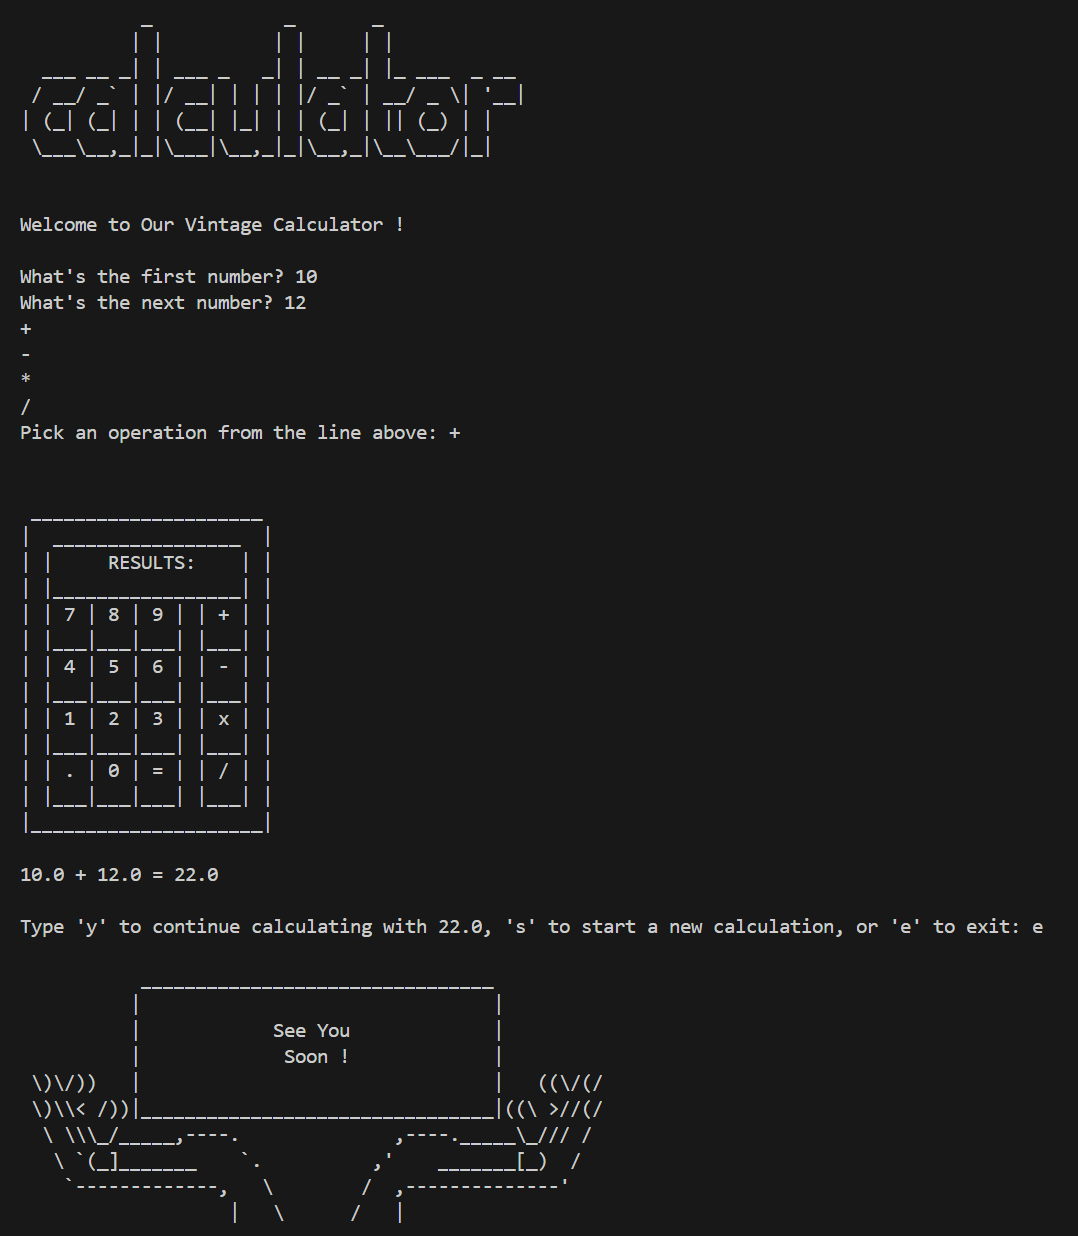 calculator
Welcome to Our Vintage Calculator !
What's the first number? 10
What's the next number? 12
+
-
*
/
Pick an operation from the line above: +
RESULTS:
7 8 9 +
4 5 6 -
1 2 3 x
. 0 = /
10.0 + 12.0 = 22.0
Type 'y' to continue calculating with 22.0, 's' to start a new calculation, or 'e' to exit: e
See You
Soon !